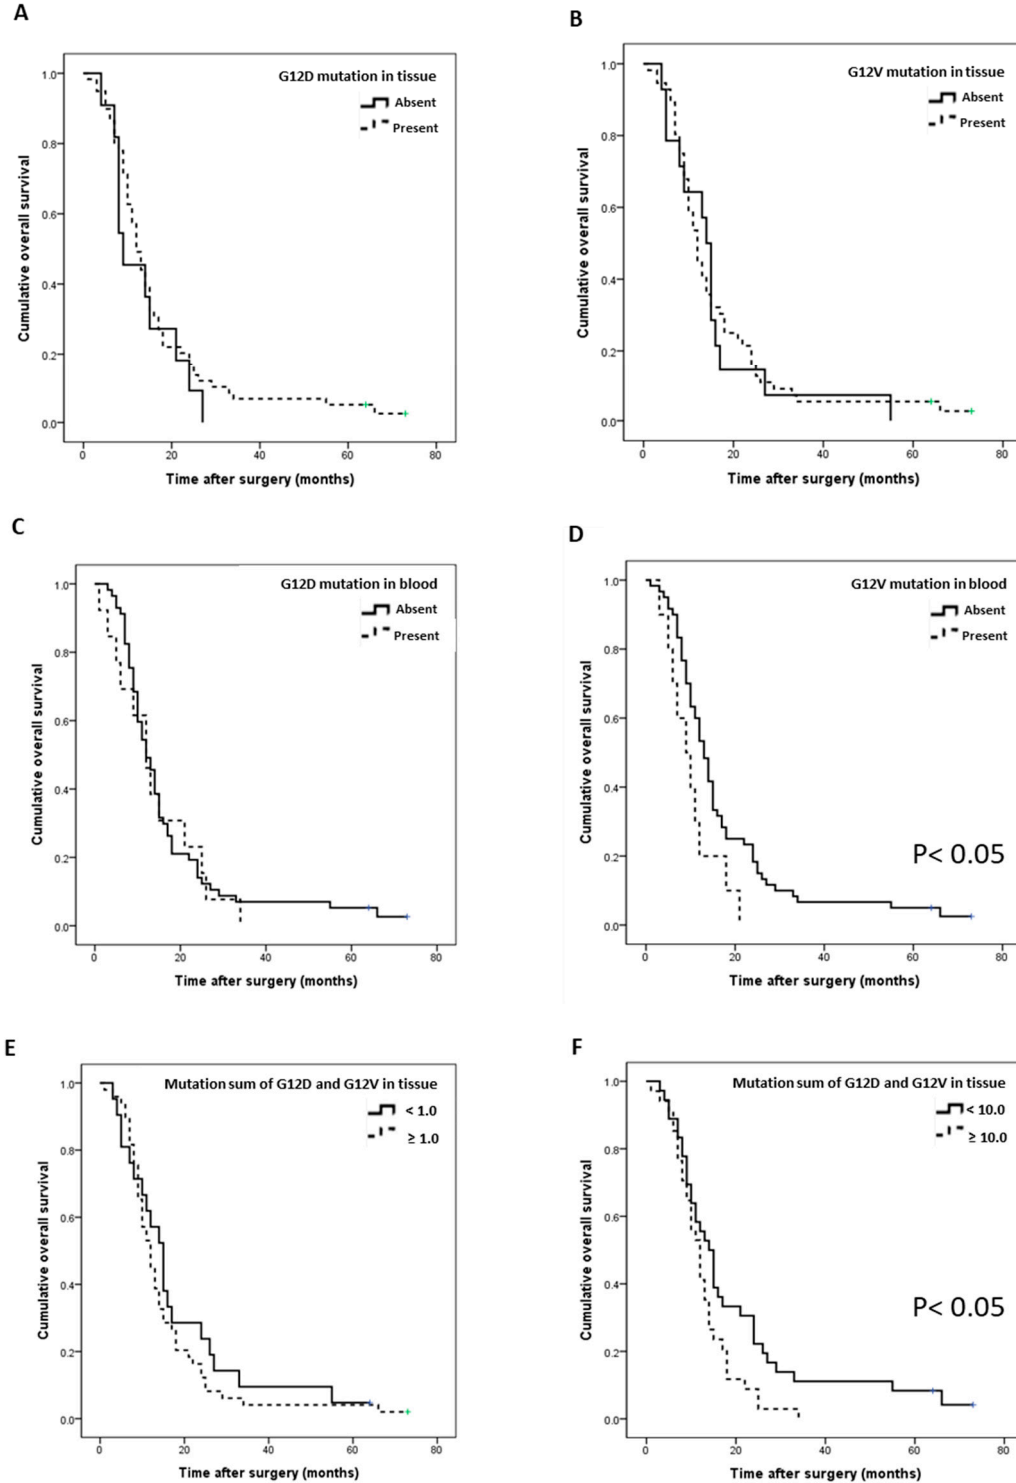 A
G12D mutation in tissue
Absent
Present
Cumulative overall survival
1.0
0.8
0.6
0.4
0.2
0.0
0 20 40 60 80
Time after surgery (months)
B
G12V mutation in tissue
Absent
Present
Cumulative overall survival
1.0
0.8
0.6
0.4
0.2
0.0
0 20 40 60 80
Time after surgery (months)
C
G12D mutation in blood
Absent
Present
Cumulative overall survival
1.0
0.8
0.6
0.4
0.2
0.0
0 20 40 60 80
Time after surgery (months)
D
G12V mutation in blood
Absent
Present
Cumulative overall survival
1.0
0.8
0.6
0.4
0.2
0.0
P< 0.05
0 20 40 60 80
Time after surgery (months)
E
Mutation sum of G12D and G12V in tissue
< 1.0
≥ 1.0
Cumulative overall survival
1.0
0.8
0.6
0.4
0.2
0.0
0 20 40 60 80
Time after surgery (months)
F
Mutation sum of G12D and G12V in tissue
< 10.0
≥ 10.0
Cumulative overall survival
1.0
0.8
0.6
0.4
0.2
0.0
P< 0.05
0 20 40 60 80
Time after surgery (months)